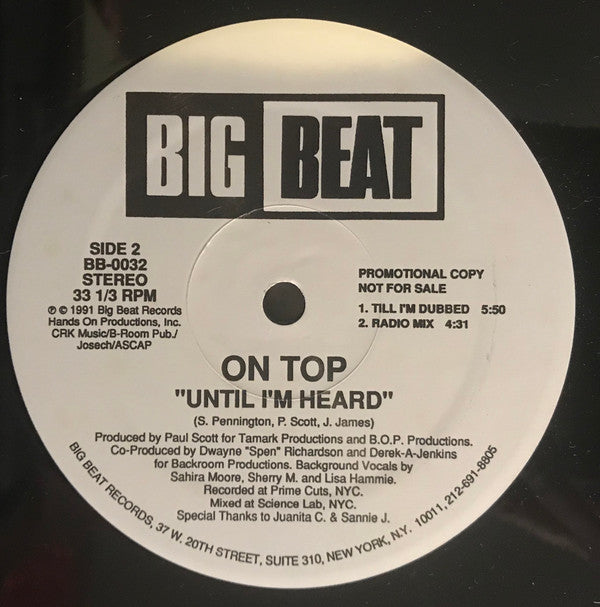 BIG BEAT
SIDE 2
BB-0032
STEREO
33 1/3 RPM
℗ © 1991 Big Beat Records
Hands On Productions, Inc.
CRK Music/B-Room Pub./
Josech/ASCAP
PROMOTIONAL COPY
NOT FOR SALE
1. TILL I'M DUBBED 5:50
2. RADIO MIX 4:31
ON TOP
"UNTIL I'M HEARD"
(S. Pennington, P. Scott, J. James)
Produced by Paul Scott for Tamark Productions and B.O.P. Productions.
Co-Produced by Dwayne "Spen" Richardson and Derek-A-Jenkins
for Backroom Productions. Background Vocals by
Sahira Moore, Sherry M. and Lisa Hammie.
Recorded at Prime Cuts, NYC.
Mixed at Science Lab, NYC.
Special Thanks to Juanita C. & Sannie J.
BIG BEAT RECORDS, 37 W. 20TH STREET, SUITE 310, NEW YORK, N.Y. 10011, 212-691-8805